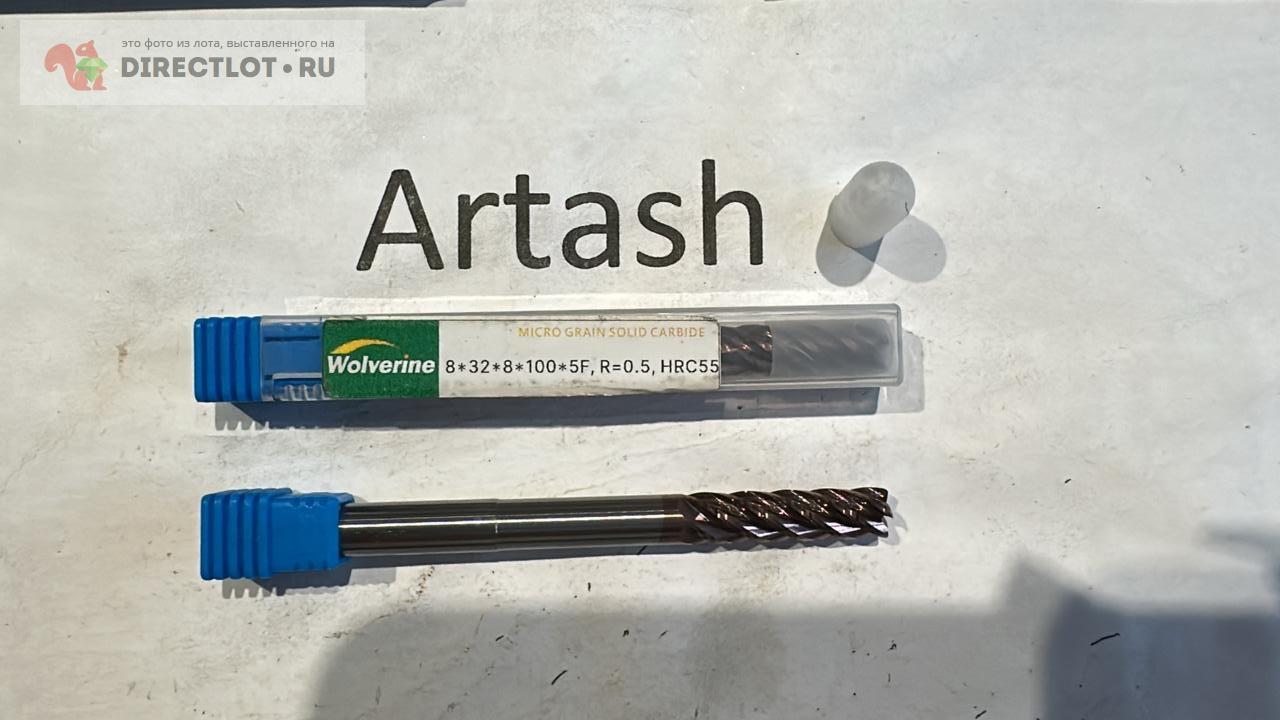 это фото из лота, выставленного на
DIRECTLOT•RU
Artash
MICRO GRAIN SOLID CARBIDE
Wolverine
8*32*8*100*5F, R=0.5, HRC55